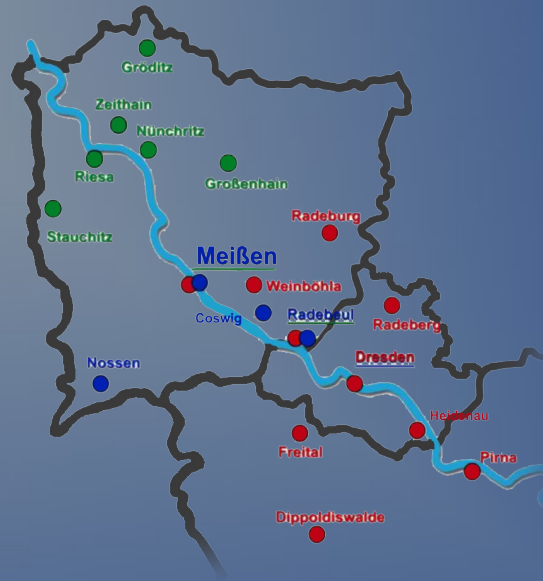 Gröditz
Zeithain
Nünchritz
Riesa
Großenhain
Radeburg
Stauchitz
Meißen
Weinböhla
Coswig
Radebeul
Radeberg
Dresden
Nossen
Heidenau
Freital
Pirna
Dippoldiswalde